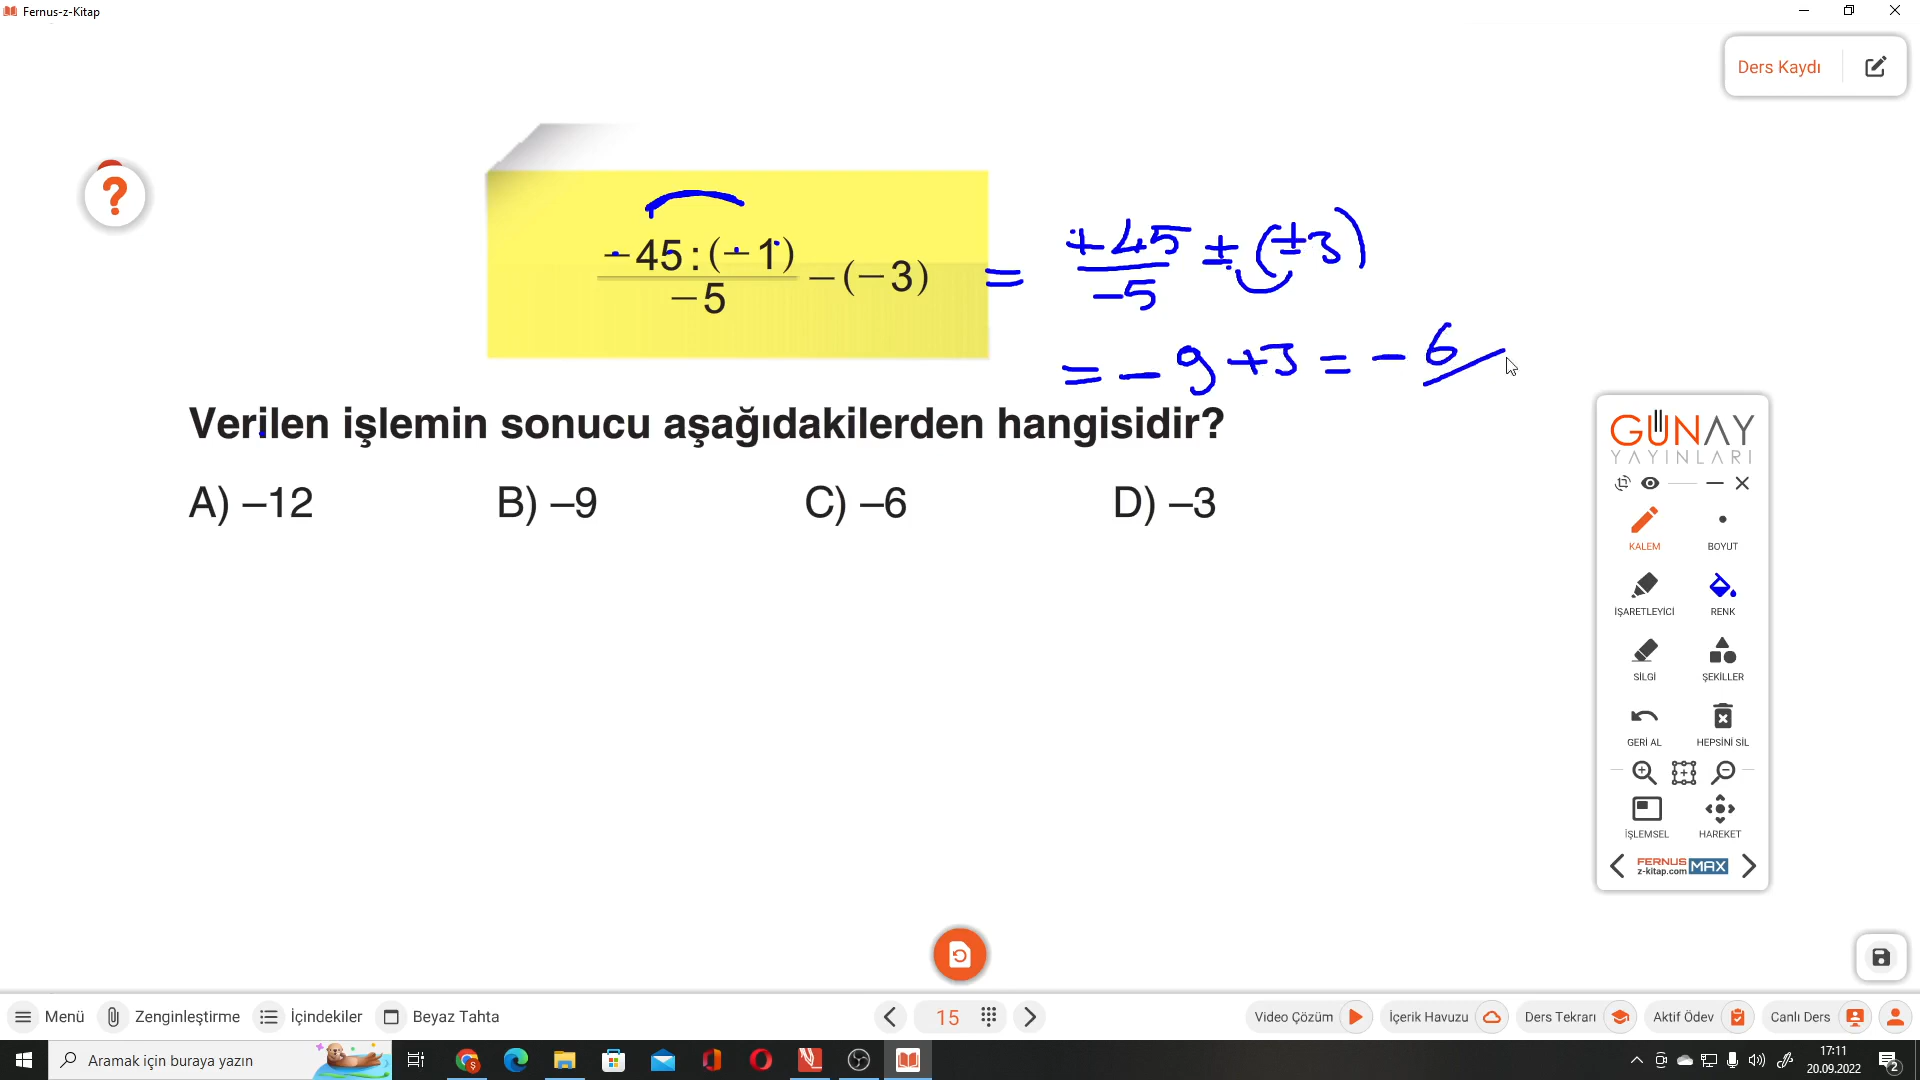 Fernus-z-Kitap
Ders Kaydı
?
−45:(−1)
−5
−(−3)
= +45
−5
+(+3)
= −9+3 = −6
Verilen işlemin sonucu aşağıdakilerden hangisidir?
A) –12 B) –9 C) –6 D) –3
GÜNAY
YAYINLARI
KALEM BOYUT
İŞARETLEYİCİ RENK
SİLGİ ŞEKİLLER
GERİ AL HEPSİNİ SİL
İŞLEMSEL HAREKET
FERNUS
z-kitap.com MAX
Menü Zenginleştirme İçindekiler Beyaz Tahta 15 Video Çözüm İçerik Havuzu Ders Tekrarı Aktif Ödev Canlı Ders
Aramak için buraya yazın
17:11
20.09.2022
2